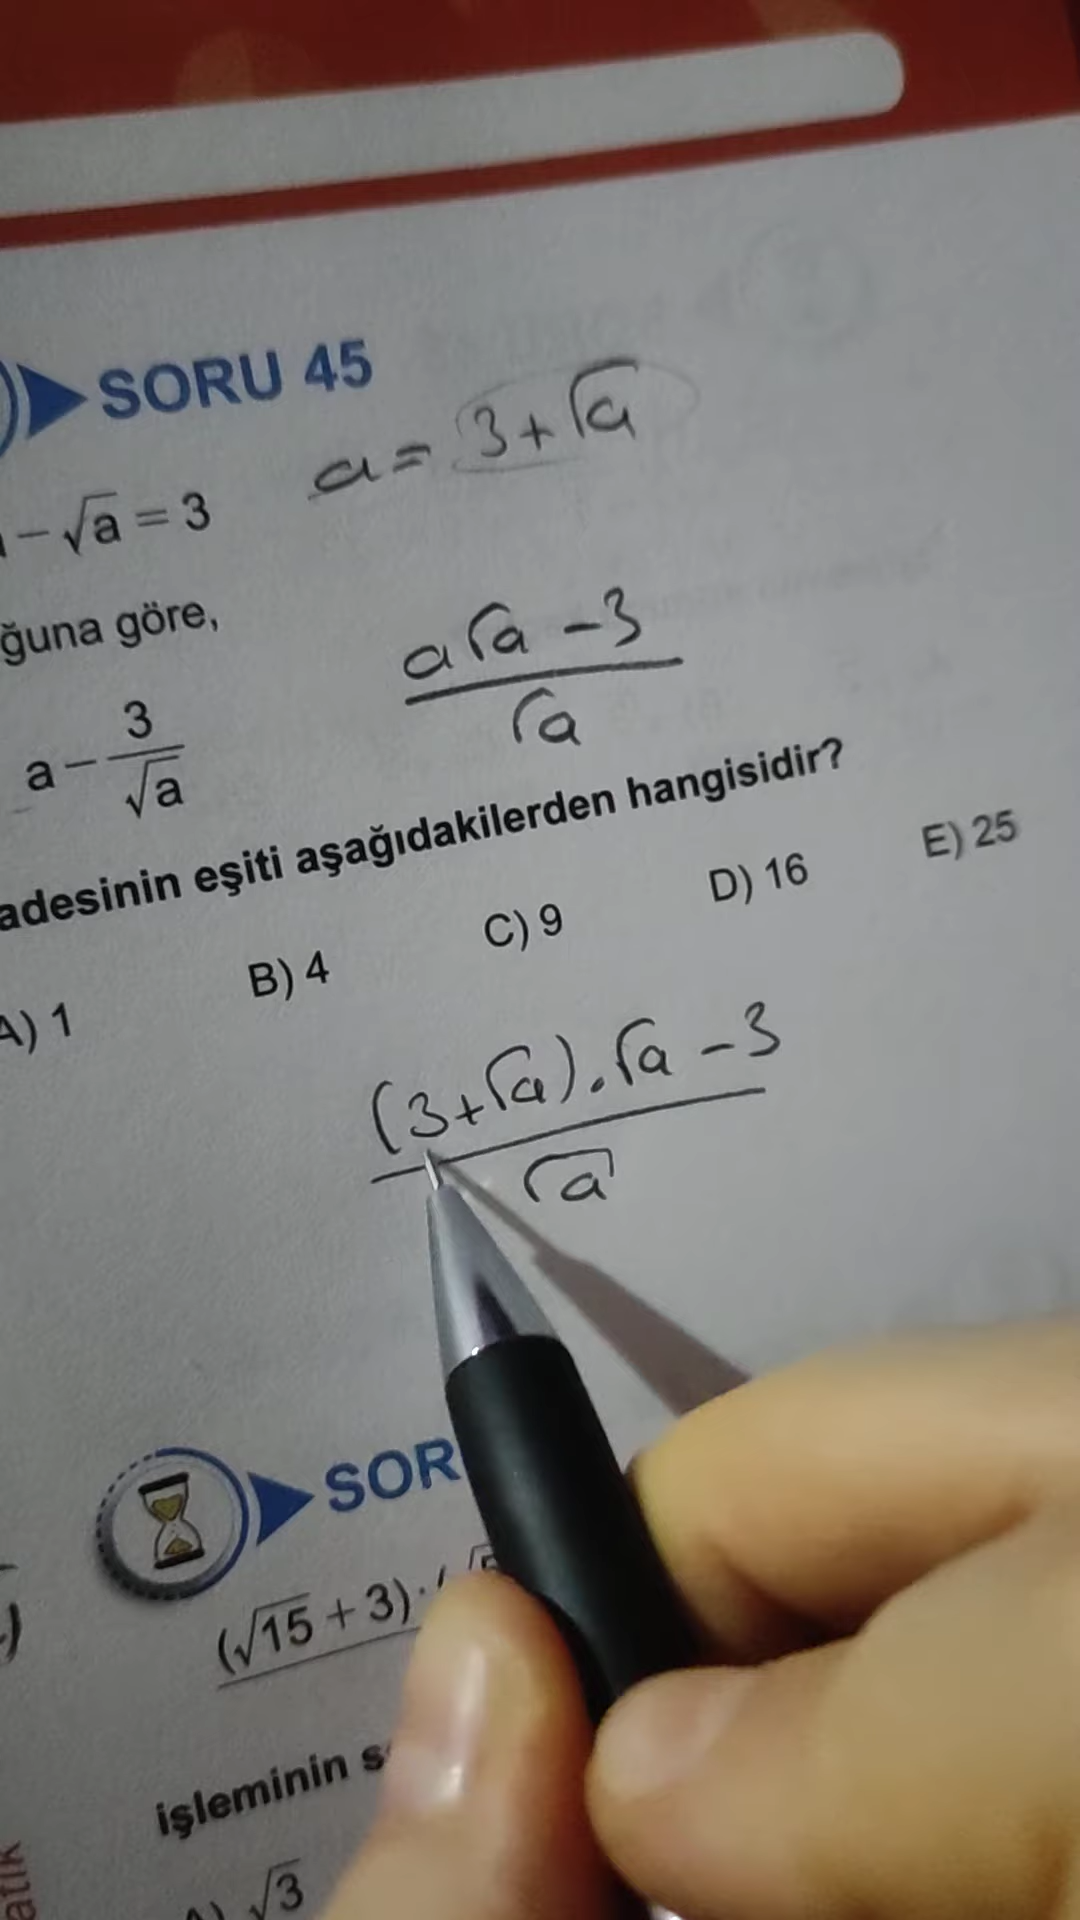 SORU 45
a = 3 + √a
- √a = 3
ğuna göre,
(a√a - 3) / √a
a - 3/√a
adesinin eşiti aşağıdakilerden hangisidir?
A) 1 B) 4 C) 9 D) 16 E) 25
((3 + √a) . √a - 3) / √a
SOR
(√15 + 3) ·
işleminin s
√3